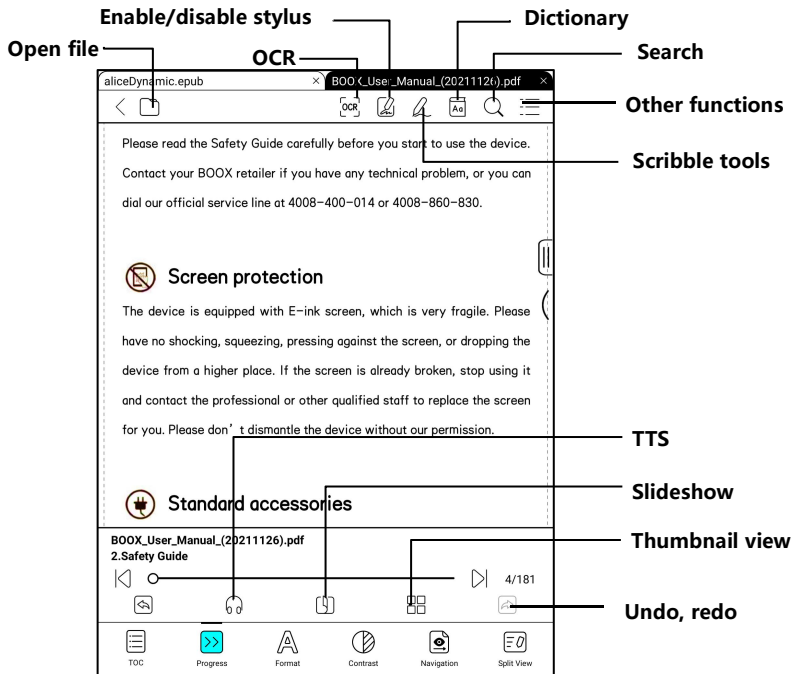 Enable/disable stylus
Dictionary
Open file
OCR
Search
aliceDynamic.epub × BOOX_User_Manual_(20211126).pdf ×
OCR Aa
Other functions
Please read the Safety Guide carefully before you start to use the device.
Scribble tools
Contact your BOOX retailer if you have any technical problem, or you can
dial our official service line at 4008-400-014 or 4008-860-830.
Screen protection
The device is equipped with E-ink screen, which is very fragile. Please
have no shocking, squeezing, pressing against the screen, or dropping the
device from a higher place. If the screen is already broken, stop using it
and contact the professional or other qualified staff to replace the screen
for you. Please don't dismantle the device without our permission.
TTS
Slideshow
Standard accessories
BOOX_User_Manual_(20211126).pdf
Thumbnail view
2.Safety Guide
4/181
Undo, redo
TOC Progress Format Contrast Navigation Split View